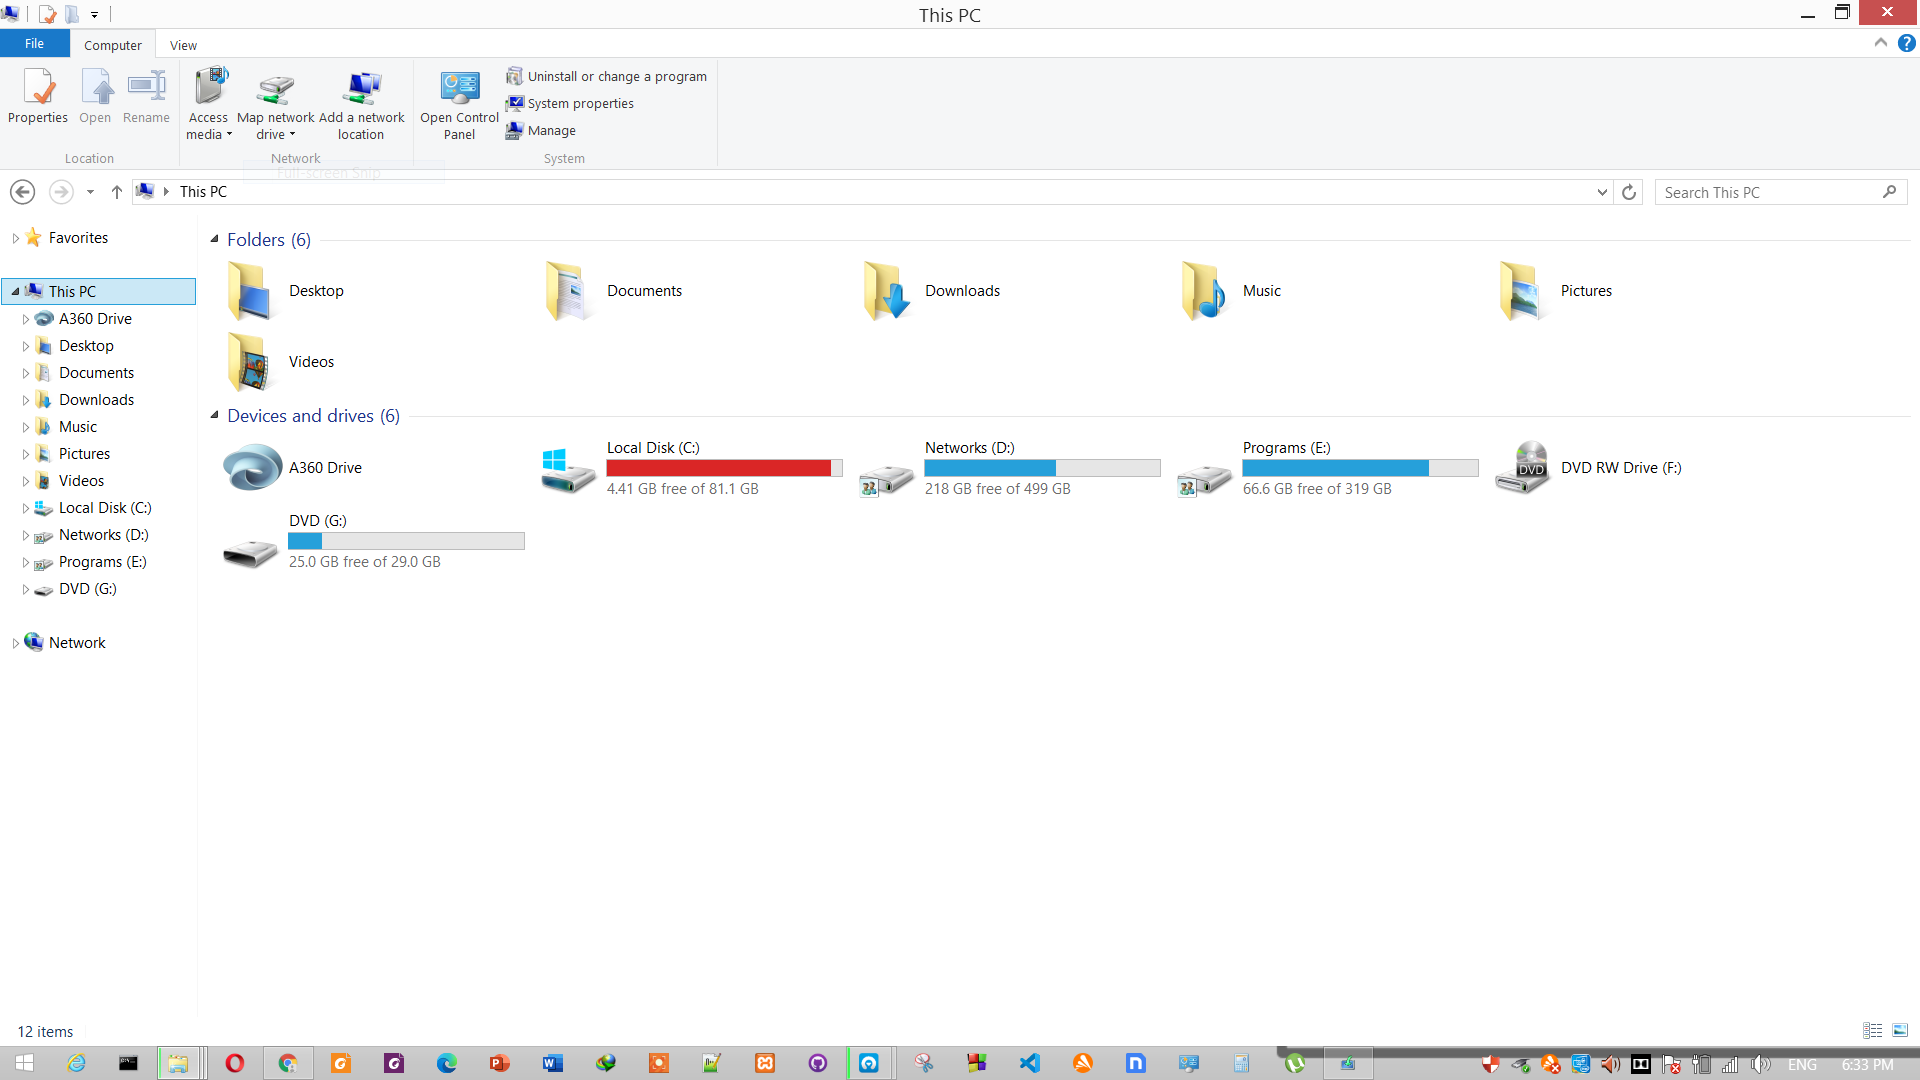 This PC
File Computer View
Properties Open Rename Access media Map network drive Add a network location Open Control Panel Uninstall or change a program
System properties
Manage
Location Network System
Full-screen Snip
This PC Search This PC
Favorites
This PC
A360 Drive
Desktop
Documents
Downloads
Music
Pictures
Videos
Local Disk (C:)
Networks (D:)
Programs (E:)
DVD (G:)
Network
Folders (6)
Desktop Documents Downloads Music Pictures
Videos
Devices and drives (6)
A360 Drive
Local Disk (C:)
4.41 GB free of 81.1 GB
Networks (D:)
218 GB free of 499 GB
Programs (E:)
66.6 GB free of 319 GB
DVD
DVD RW Drive (F:)
DVD (G:)
25.0 GB free of 29.0 GB
12 items
ENG 6:33 PM